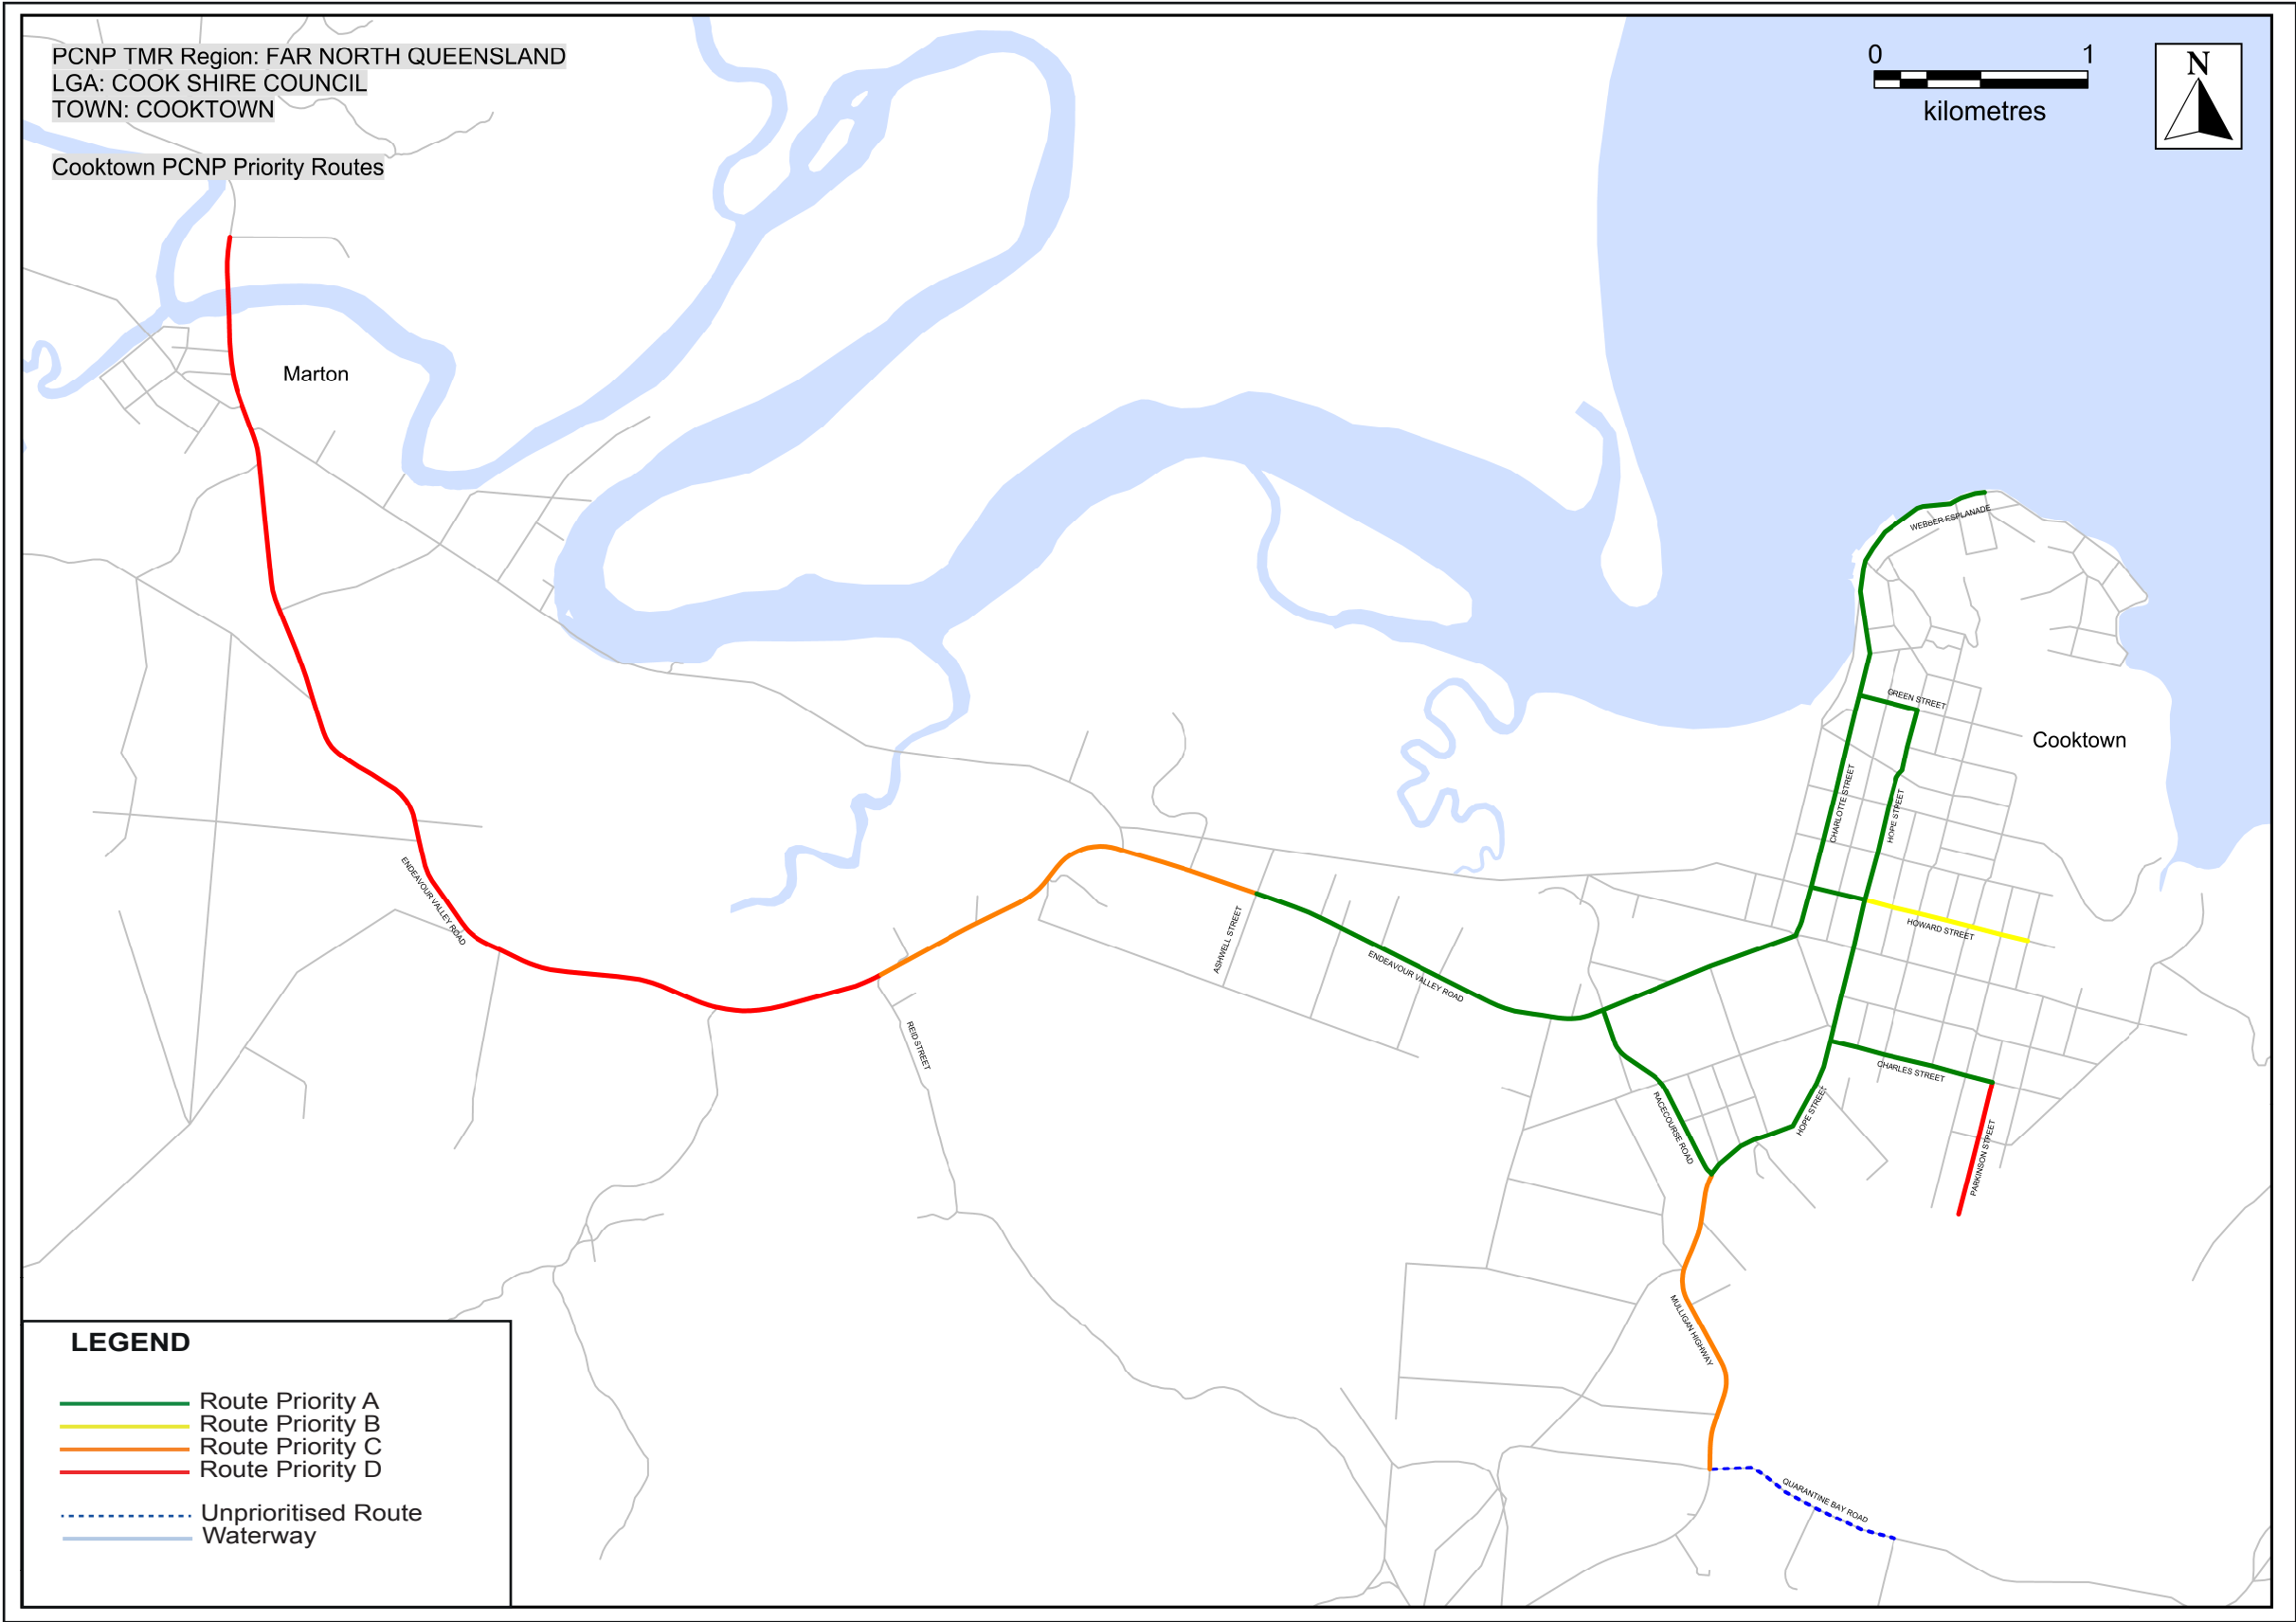 PCNP TMR Region: FAR NORTH QUEENSLAND
LGA: COOK SHIRE COUNCIL
TOWN: COOKTOWN
Cooktown PCNP Priority Routes
0 1
kilometres
N
Marton
WEBBER ESPLANADE
GREEN STREET
Cooktown
CHARLOTTE STREET
HOPE STREET
ENDEAVOUR VALLEY ROAD
ASHWELL STREET
HOWARD STREET
ENDEAVOUR VALLEY ROAD
REID STREET
CHARLES STREET
RACECOURSE ROAD
HOPE STREET
PARKINSON STREET
MULLIGAN HIGHWAY
QUARANTINE BAY ROAD
LEGEND
Route Priority A
Route Priority B
Route Priority C
Route Priority D
Unprioritised Route
Waterway